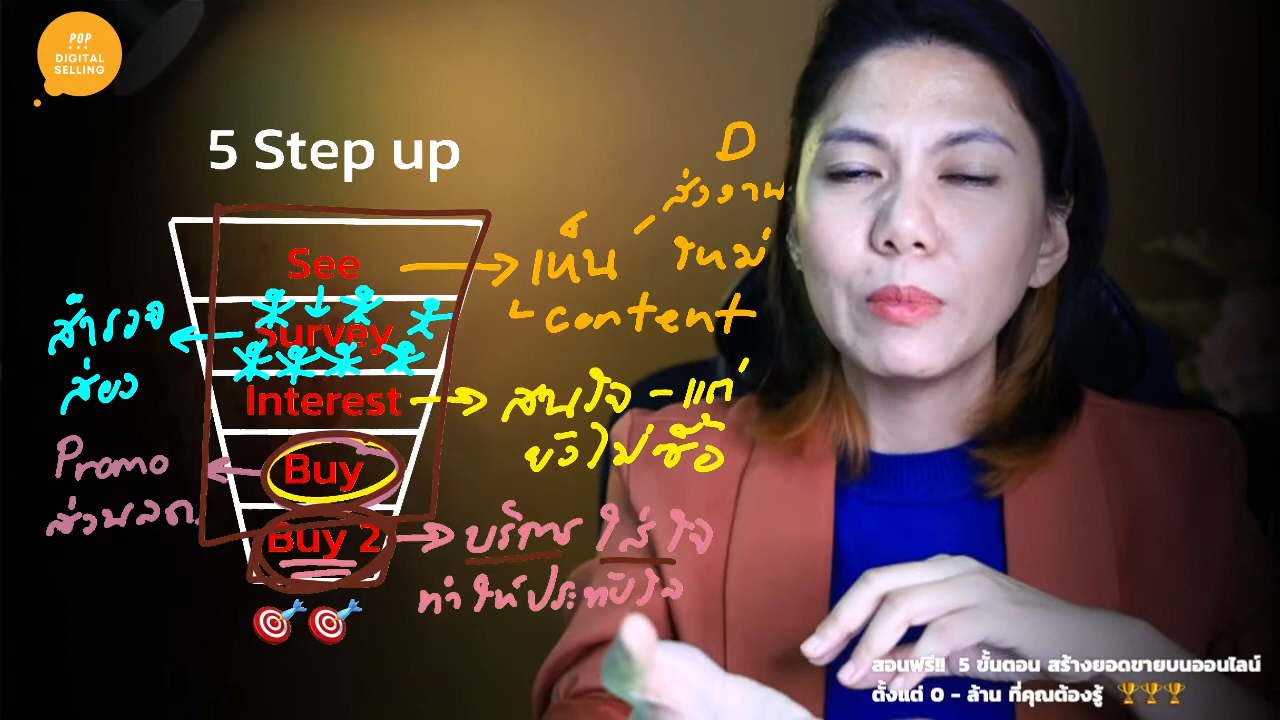 POP
DIGITAL
SELLING
5 Step up
D
ส่องาน
See
เห็น
ใหม่
content
Survey
สำรวจ
ส่อง
Interest
สนใจ - แต่
ยังไม่ซื้อ
Buy
Promo
ส่วนลด
Buy 2
บริการ ใส่ใจ
ทำให้ประทับใจ
สอนฟรี!! 5 ขั้นตอน สร้างยอดขายบนออนไลน์
ตั้งแต่ 0 - ล้าน ที่คุณต้องรู้